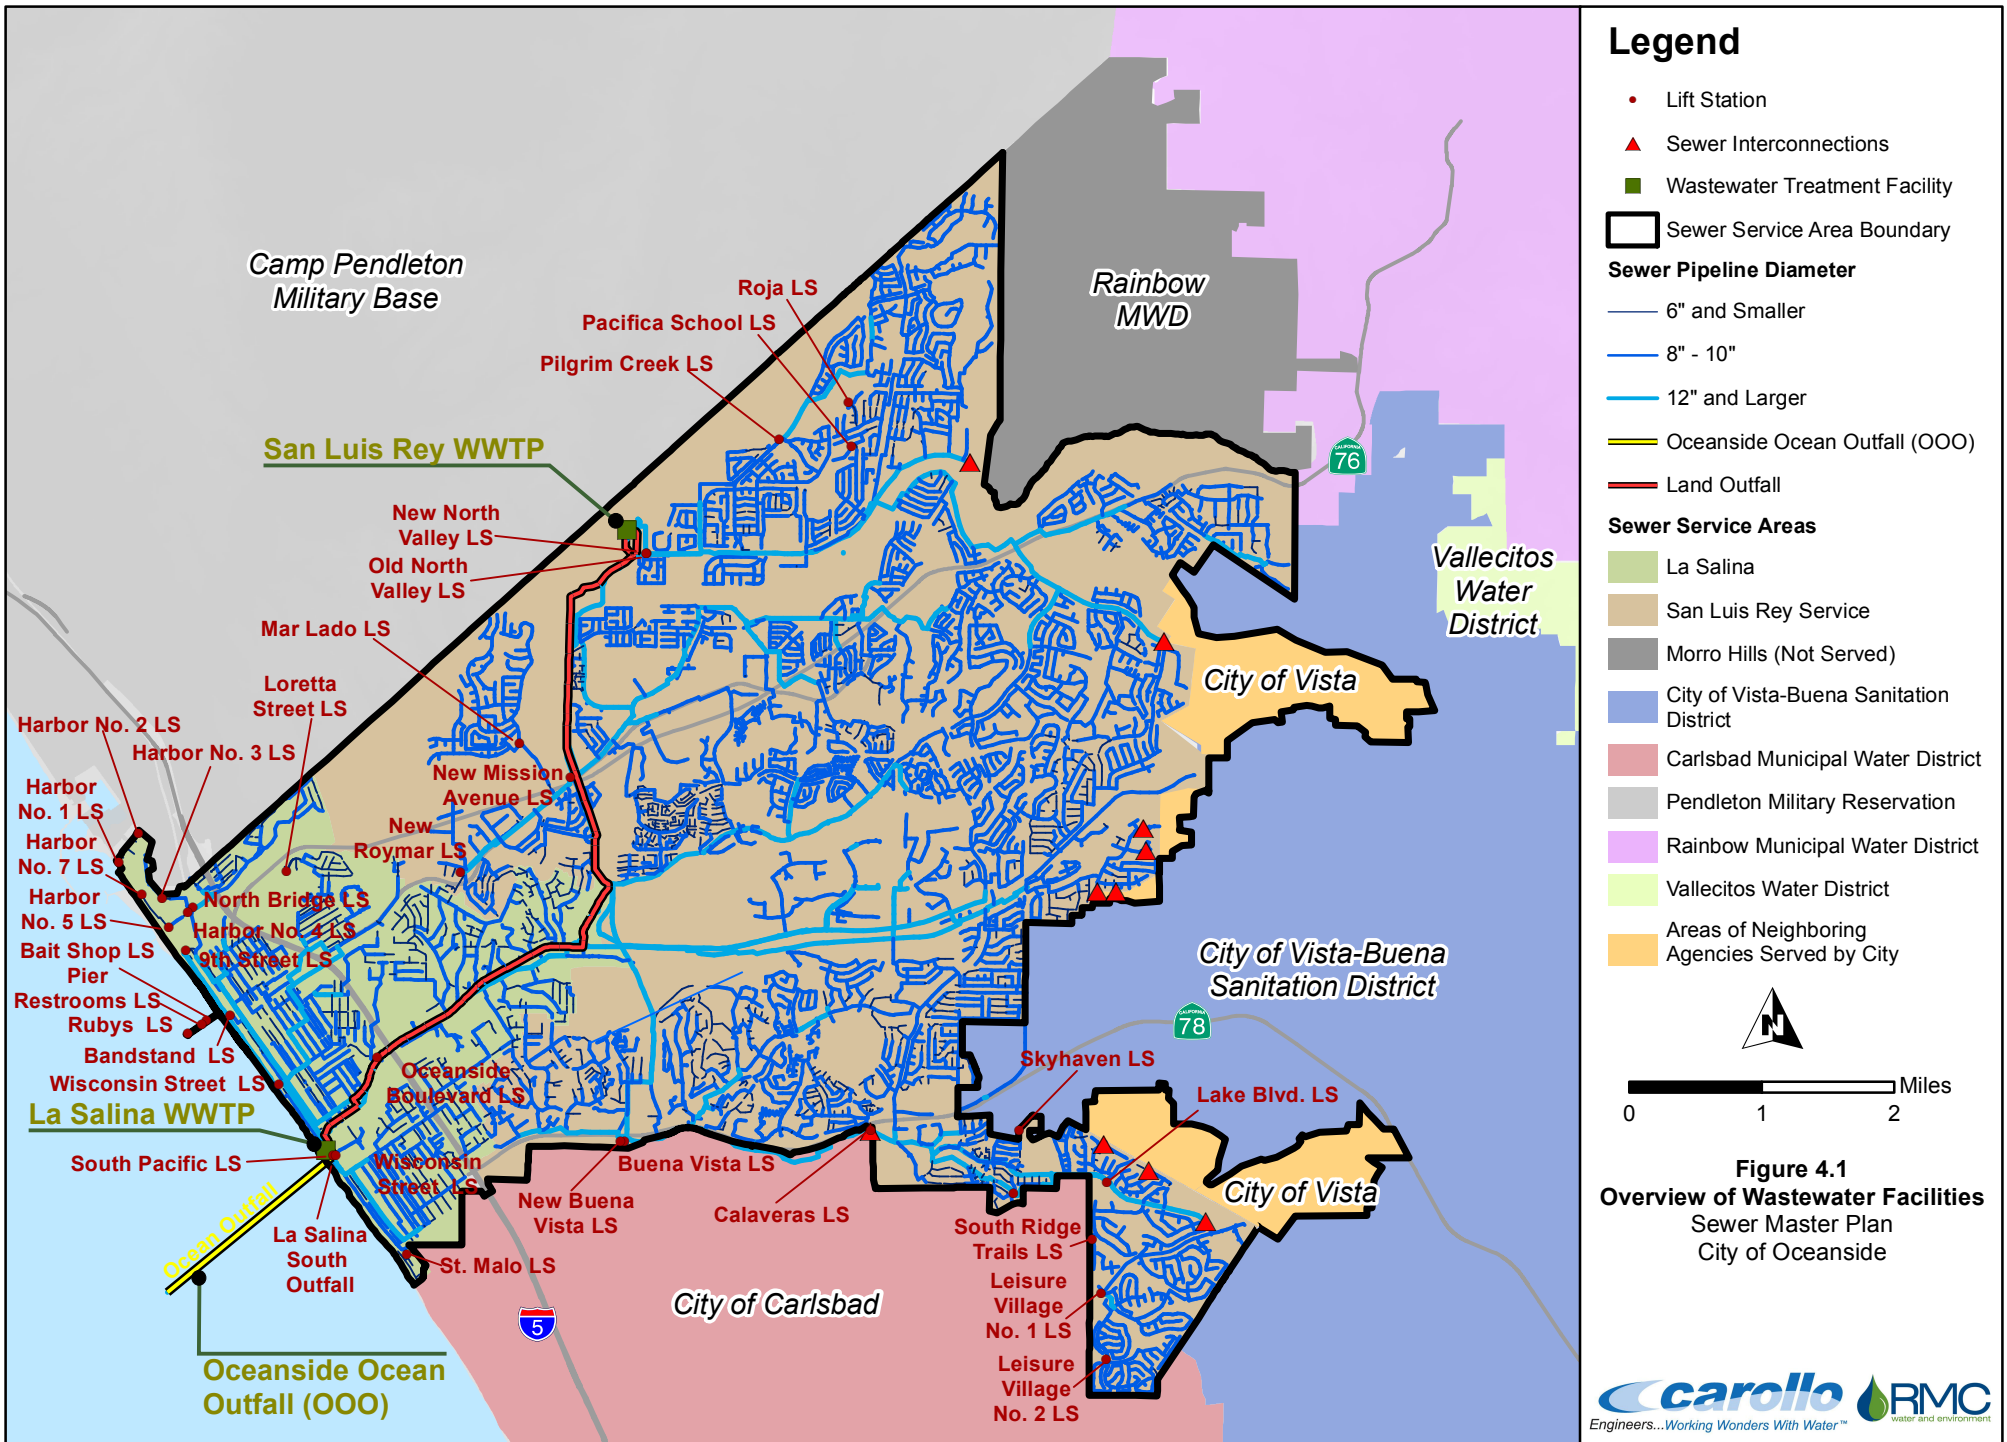 Camp Pendleton
Military Base
Rainbow
MWD
Roja LS
Pacifica School LS
Pilgrim Creek LS
San Luis Rey WWTP
New North
Valley LS
Old North
Valley LS
Mar Lado LS
Loretta
Street LS
Harbor No. 2 LS
Harbor No. 3 LS
Harbor
No. 1 LS
Harbor
No. 7 LS
Harbor
No. 5 LS
Bait Shop LS
Pier
Restrooms LS
Rubys LS
Bandstand LS
Wisconsin Street LS
La Salina WWTP
South Pacific LS
New Mission
Avenue LS
New
Roymar LS
North Bridge LS
Harbor No. 4 LS
9th Street LS
Oceanside
Boulevard LS
Wisconsin
Street LS
Ocean Outfall
La Salina
South
Outfall
St. Malo LS
Oceanside Ocean
Outfall (OOO)
5
New Buena
Vista LS
Buena Vista LS
Calaveras LS
City of Carlsbad
CALIFORNIA
76
Vallecitos
Water
District
City of Vista
City of Vista-Buena
Sanitation District
CALIFORNIA
78
Skyhaven LS
Lake Blvd. LS
City of Vista
South Ridge
Trails LS
Leisure
Village
No. 1 LS
Leisure
Village
No. 2 LS
Legend
Lift Station
Sewer Interconnections
Wastewater Treatment Facility
Sewer Service Area Boundary
Sewer Pipeline Diameter
6" and Smaller
8" - 10"
12" and Larger
Oceanside Ocean Outfall (OOO)
Land Outfall
Sewer Service Areas
La Salina
San Luis Rey Service
Morro Hills (Not Served)
City of Vista-Buena Sanitation
District
Carlsbad Municipal Water District
Pendleton Military Reservation
Rainbow Municipal Water District
Vallecitos Water District
Areas of Neighboring
Agencies Served by City
N
Miles
0 1 2
Figure 4.1
Overview of Wastewater Facilities
Sewer Master Plan
City of Oceanside
carollo
Engineers...Working Wonders With Water™
RMC
water and environment